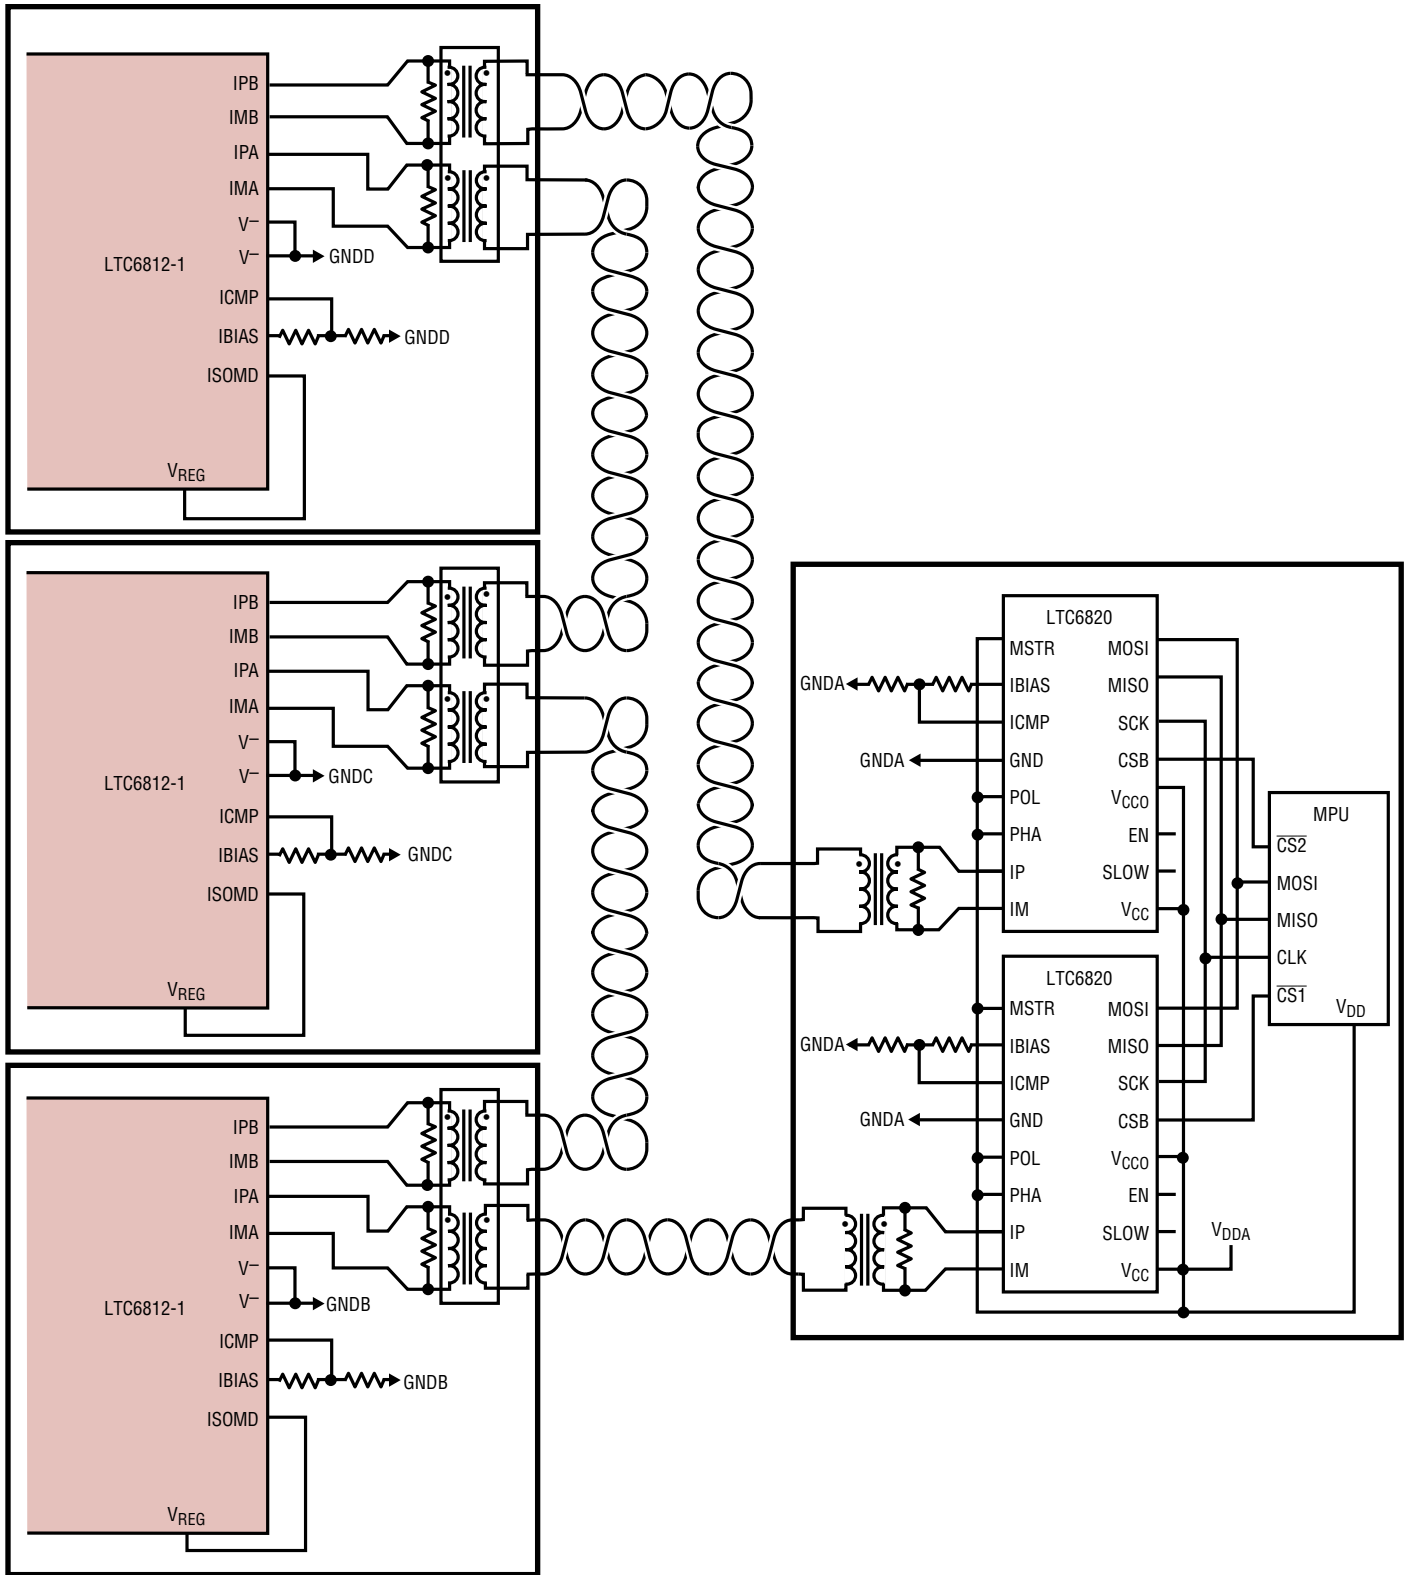 IPB
IMB
IPA
IMA
V–
V–
GNDD
LTC6812-1
ICMP
IBIAS
GNDD
ISOMD
VREG
IPB
IMB
IPA
IMA
V–
V–
GNDC
LTC6812-1
ICMP
IBIAS
GNDC
ISOMD
VREG
IPB
IMB
IPA
IMA
V–
V–
GNDB
LTC6812-1
ICMP
IBIAS
GNDB
ISOMD
VREG
LTC6820
MSTR
MOSI
GNDA
IBIAS
MISO
ICMP
SCK
GNDA
GND
CSB
POL
VCCO
PHA
EN
IP
SLOW
IM
VCC
LTC6820
MSTR
MOSI
GNDA
IBIAS
MISO
ICMP
SCK
GNDA
GND
CSB
POL
VCCO
PHA
EN
IP
SLOW
IM
VCC
VDDA
MPU
CS2
MOSI
MISO
CLK
CS1
VDD